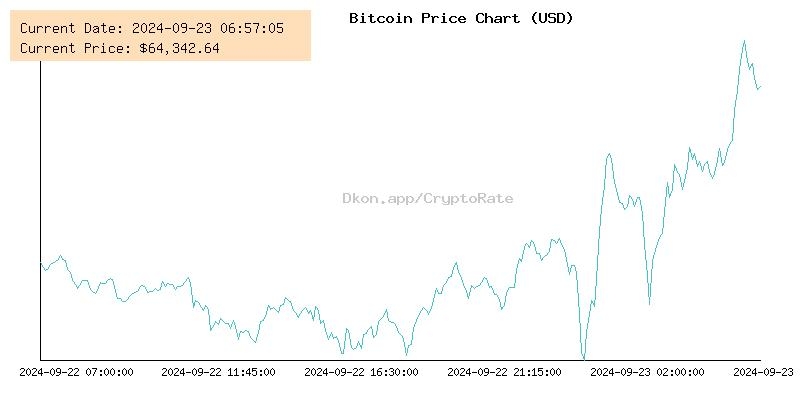 Bitcoin Price Chart (USD)
Current Date: 2024-09-23 06:57:05
Current Price: $64,342.64
Dkon.app/CryptoRate
2024-09-22 07:00:00 2024-09-22 11:45:00 2024-09-22 16:30:00 2024-09-22 21:15:00 2024-09-23 02:00:00 2024-09-23